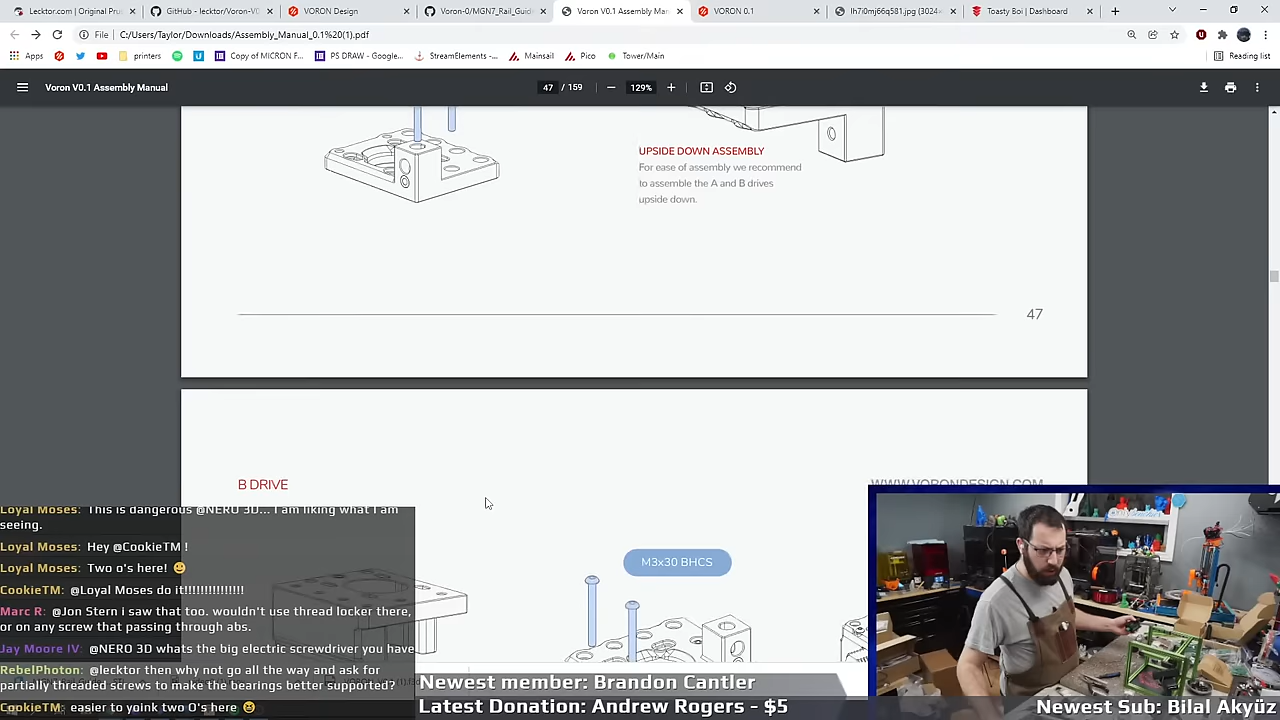 Lecktor.com | Original Pru
GitHub - lecktor/Voron-V0
VORON Design
Voron-0/MGN7_Rail_Guid
Voron V0.1 Assembly Man
VORON 0.1
lh7i0mj66q581.jpg (3024×
Toasty Boi | Dashboard
File
C:/Users/Taylor/Downloads/Assembly_Manual_0.1%20(1).pdf
Apps
printers
Copy of MICRON F...
PS DRAW - Google...
StreamElements -...
Mainsail
Pico
Tower/Main
Reading list
Voron V0.1 Assembly Manual
47 / 159
129%
UPSIDE DOWN ASSEMBLY
For ease of assembly we recommend
to assemble the A and B drives
upside down.
47
B DRIVE
WWW.VORONDESIGN.COM
M3x30 BHCS
Loyal Moses: This is dangerous @NERO 3D... I am liking what I am
seeing.
Loyal Moses: Hey @CookieTM !
Loyal Moses: Two o's here! 😀
CookieTM: @Loyal Moses do it!!!!!!!!!!!!!!!
Marc R: @Jon Stern i saw that too. wouldn't use thread locker there,
or on any screw that passing through abs.
Jay Moore IV: @NERO 3D whats the big electric screwdriver you have
RebelPhoton: @lecktor then why not go all the way and ask for
partially threaded screws to make the bearings better supported?
CookieTM: easier to yoink two O's here 😆
Newest member: Brandon Cantler
Latest Donation: Andrew Rogers - $5
Newest Sub: Bilal Akyüz